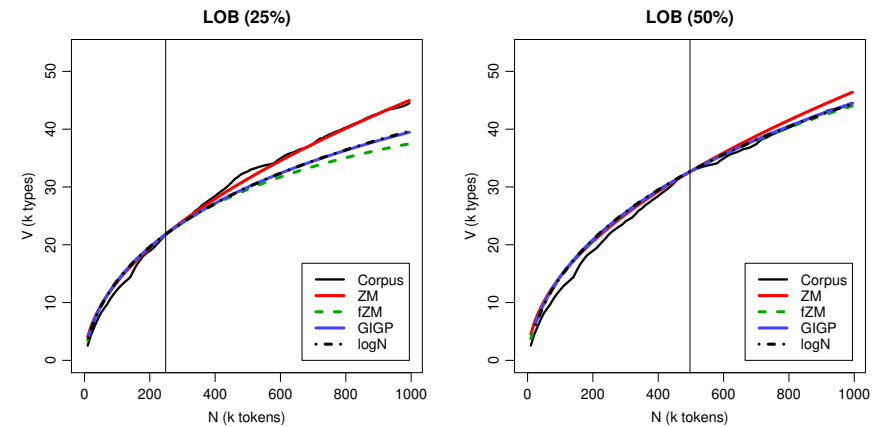 LOB (25%)
V (k types)
50
40
30
20
10
0
0 200 400 600 800 1000
N (k tokens)
Corpus
ZM
fZM
GIGP
logN
LOB (50%)
V (k types)
50
40
30
20
10
0
0 200 400 600 800 1000
N (k tokens)
Corpus
ZM
fZM
GIGP
logN